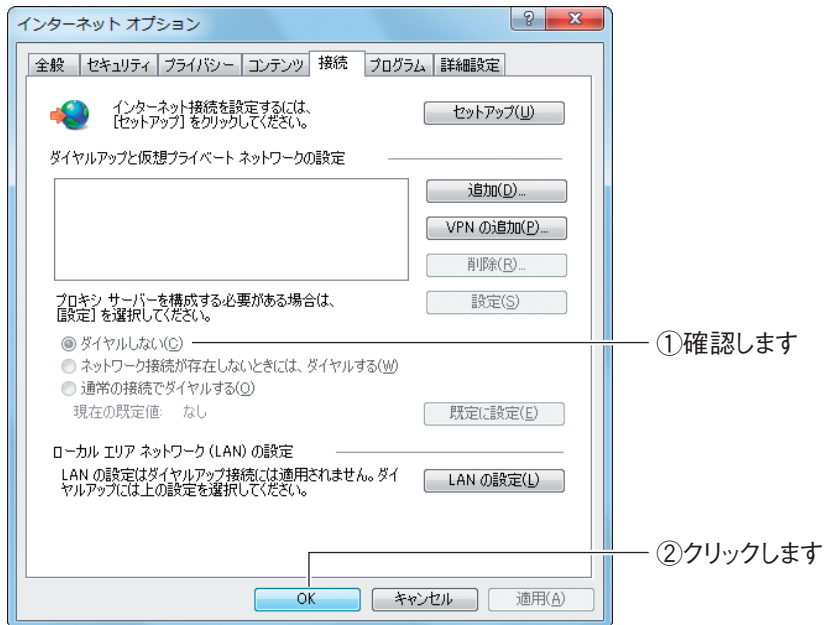 インターネット オプション
全般 セキュリティ プライバシー コンテンツ 接続 プログラム 詳細設定
インターネット接続を設定するには、
[セットアップ] をクリックしてください。
セットアップ(U)
ダイヤルアップと仮想プライベート ネットワークの設定
追加(D)...
VPN の追加(P)...
削除(R)...
プロキシ サーバーを構成する必要がある場合は、
[設定] を選択してください。
設定(S)
ダイヤルしない(C)
①確認します
ネットワーク接続が存在しないときには、ダイヤルする(W)
通常の接続でダイヤルする(O)
現在の既定値: なし
既定に設定(E)
ローカル エリア ネットワーク (LAN) の設定
LAN の設定はダイヤルアップ接続には適用されません。ダイ
ヤルアップには上の設定を選択してください。
LAN の設定(L)
②クリックします
OK キャンセル 適用(A)